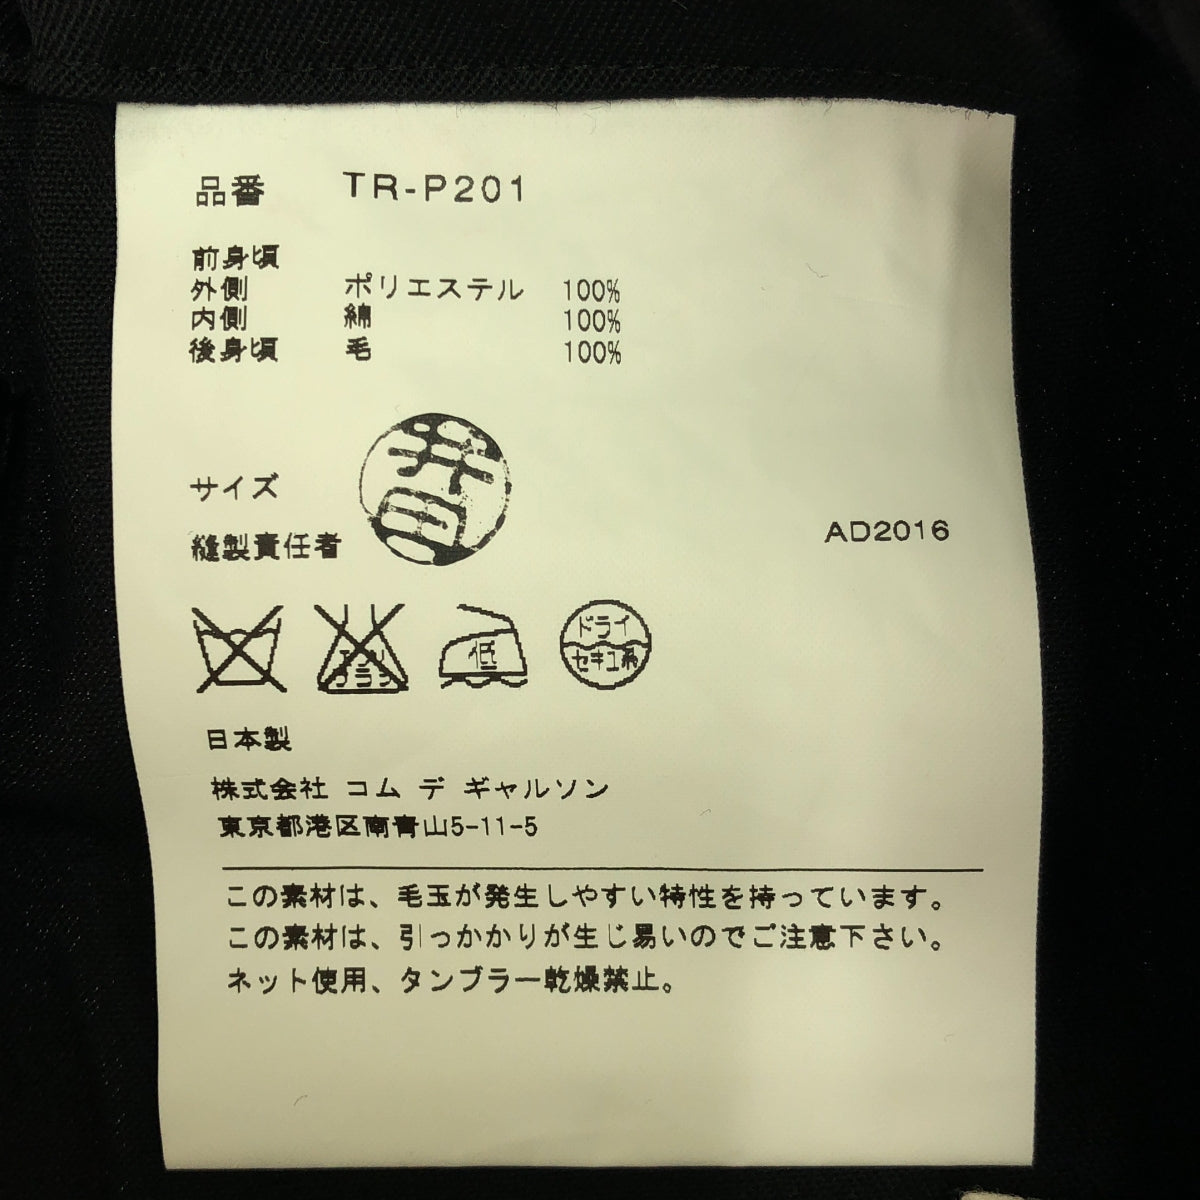 品番 TR-P201
前身頃
外側 ポリエステル 100%
内側 綿 100%
後身頃 毛 100%
サイズ
縫製責任者
井
AD2016
低
ドライ
セキユ系
日本製
株式会社 コム デ ギャルソン
東京都港区南青山5-11-5
この素材は、毛玉が発生しやすい特性を持っています。
この素材は、引っかかりが生じ易いのでご注意下さい。
ネット使用、タンブラー乾燥禁止。